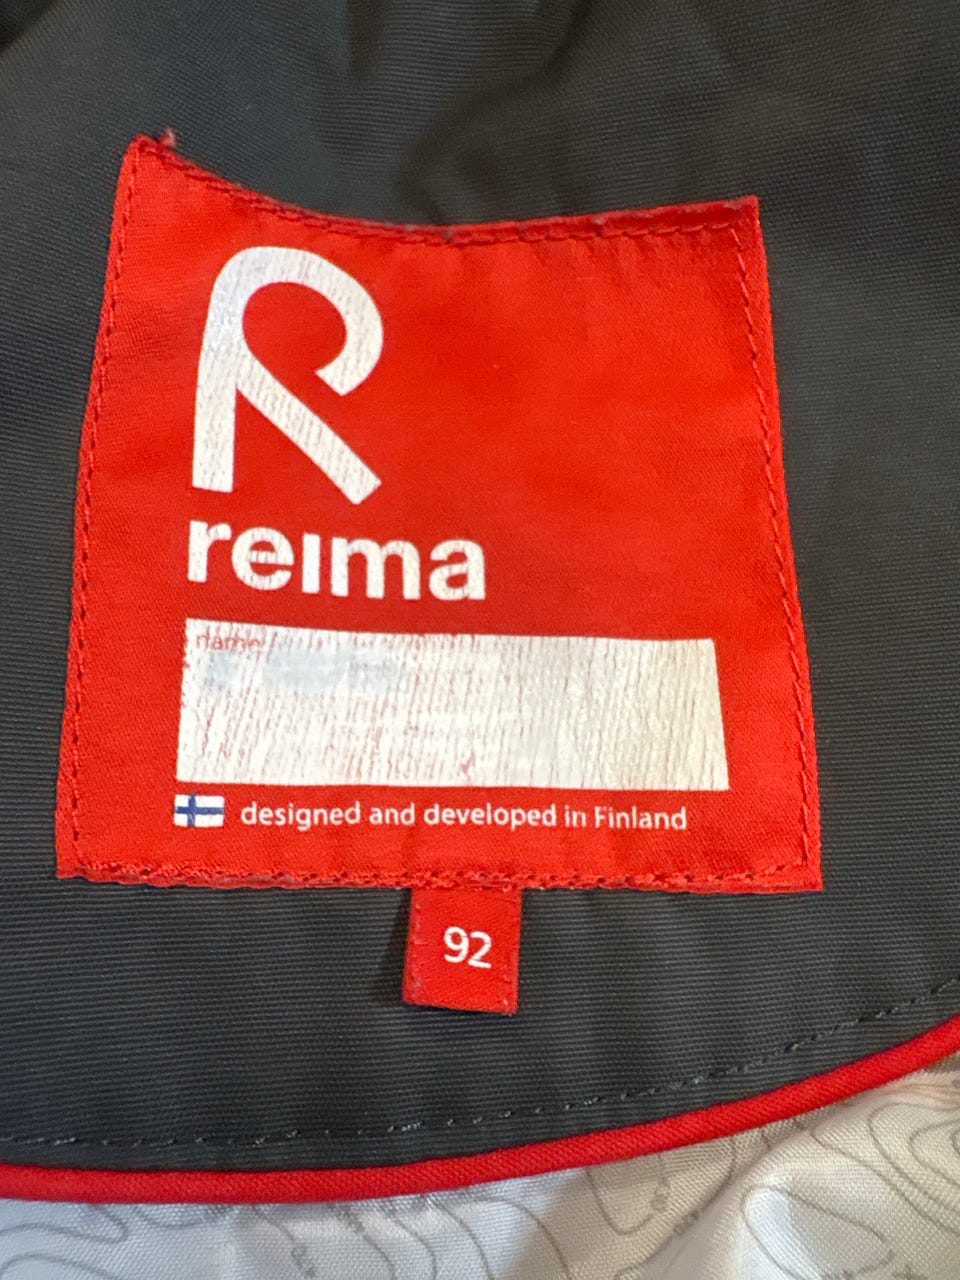 reima
name
designed and developed in Finland
92